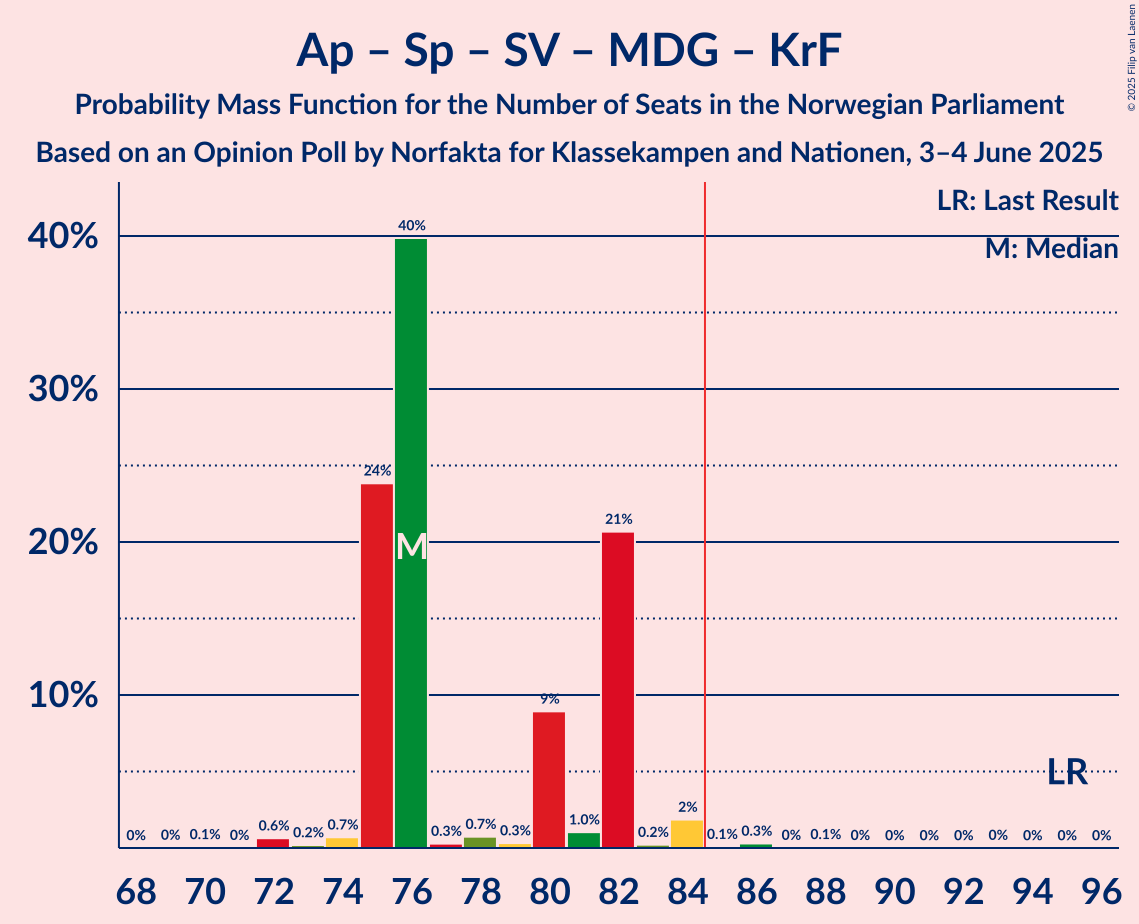 Ap – Sp – SV – MDG – KrF
Probability Mass Function for the Number of Seats in the Norwegian Parliament
Based on an Opinion Poll by Norfakta for Klassekampen and Nationen, 3–4 June 2025
© 2025 Filip van Laenen
LR: Last Result
M: Median
40%
30%
20%
10%
0% 0% 0.1% 0% 0.6% 0.2% 0.7% 24% 40% 0.3% 0.7% 0.3% 9% 1.0% 21% 0.2% 2% 0.1% 0.3% 0% 0.1% 0% 0% 0% 0% 0% 0% 0% 0%
M
LR
68 70 72 74 76 78 80 82 84 86 88 90 92 94 96